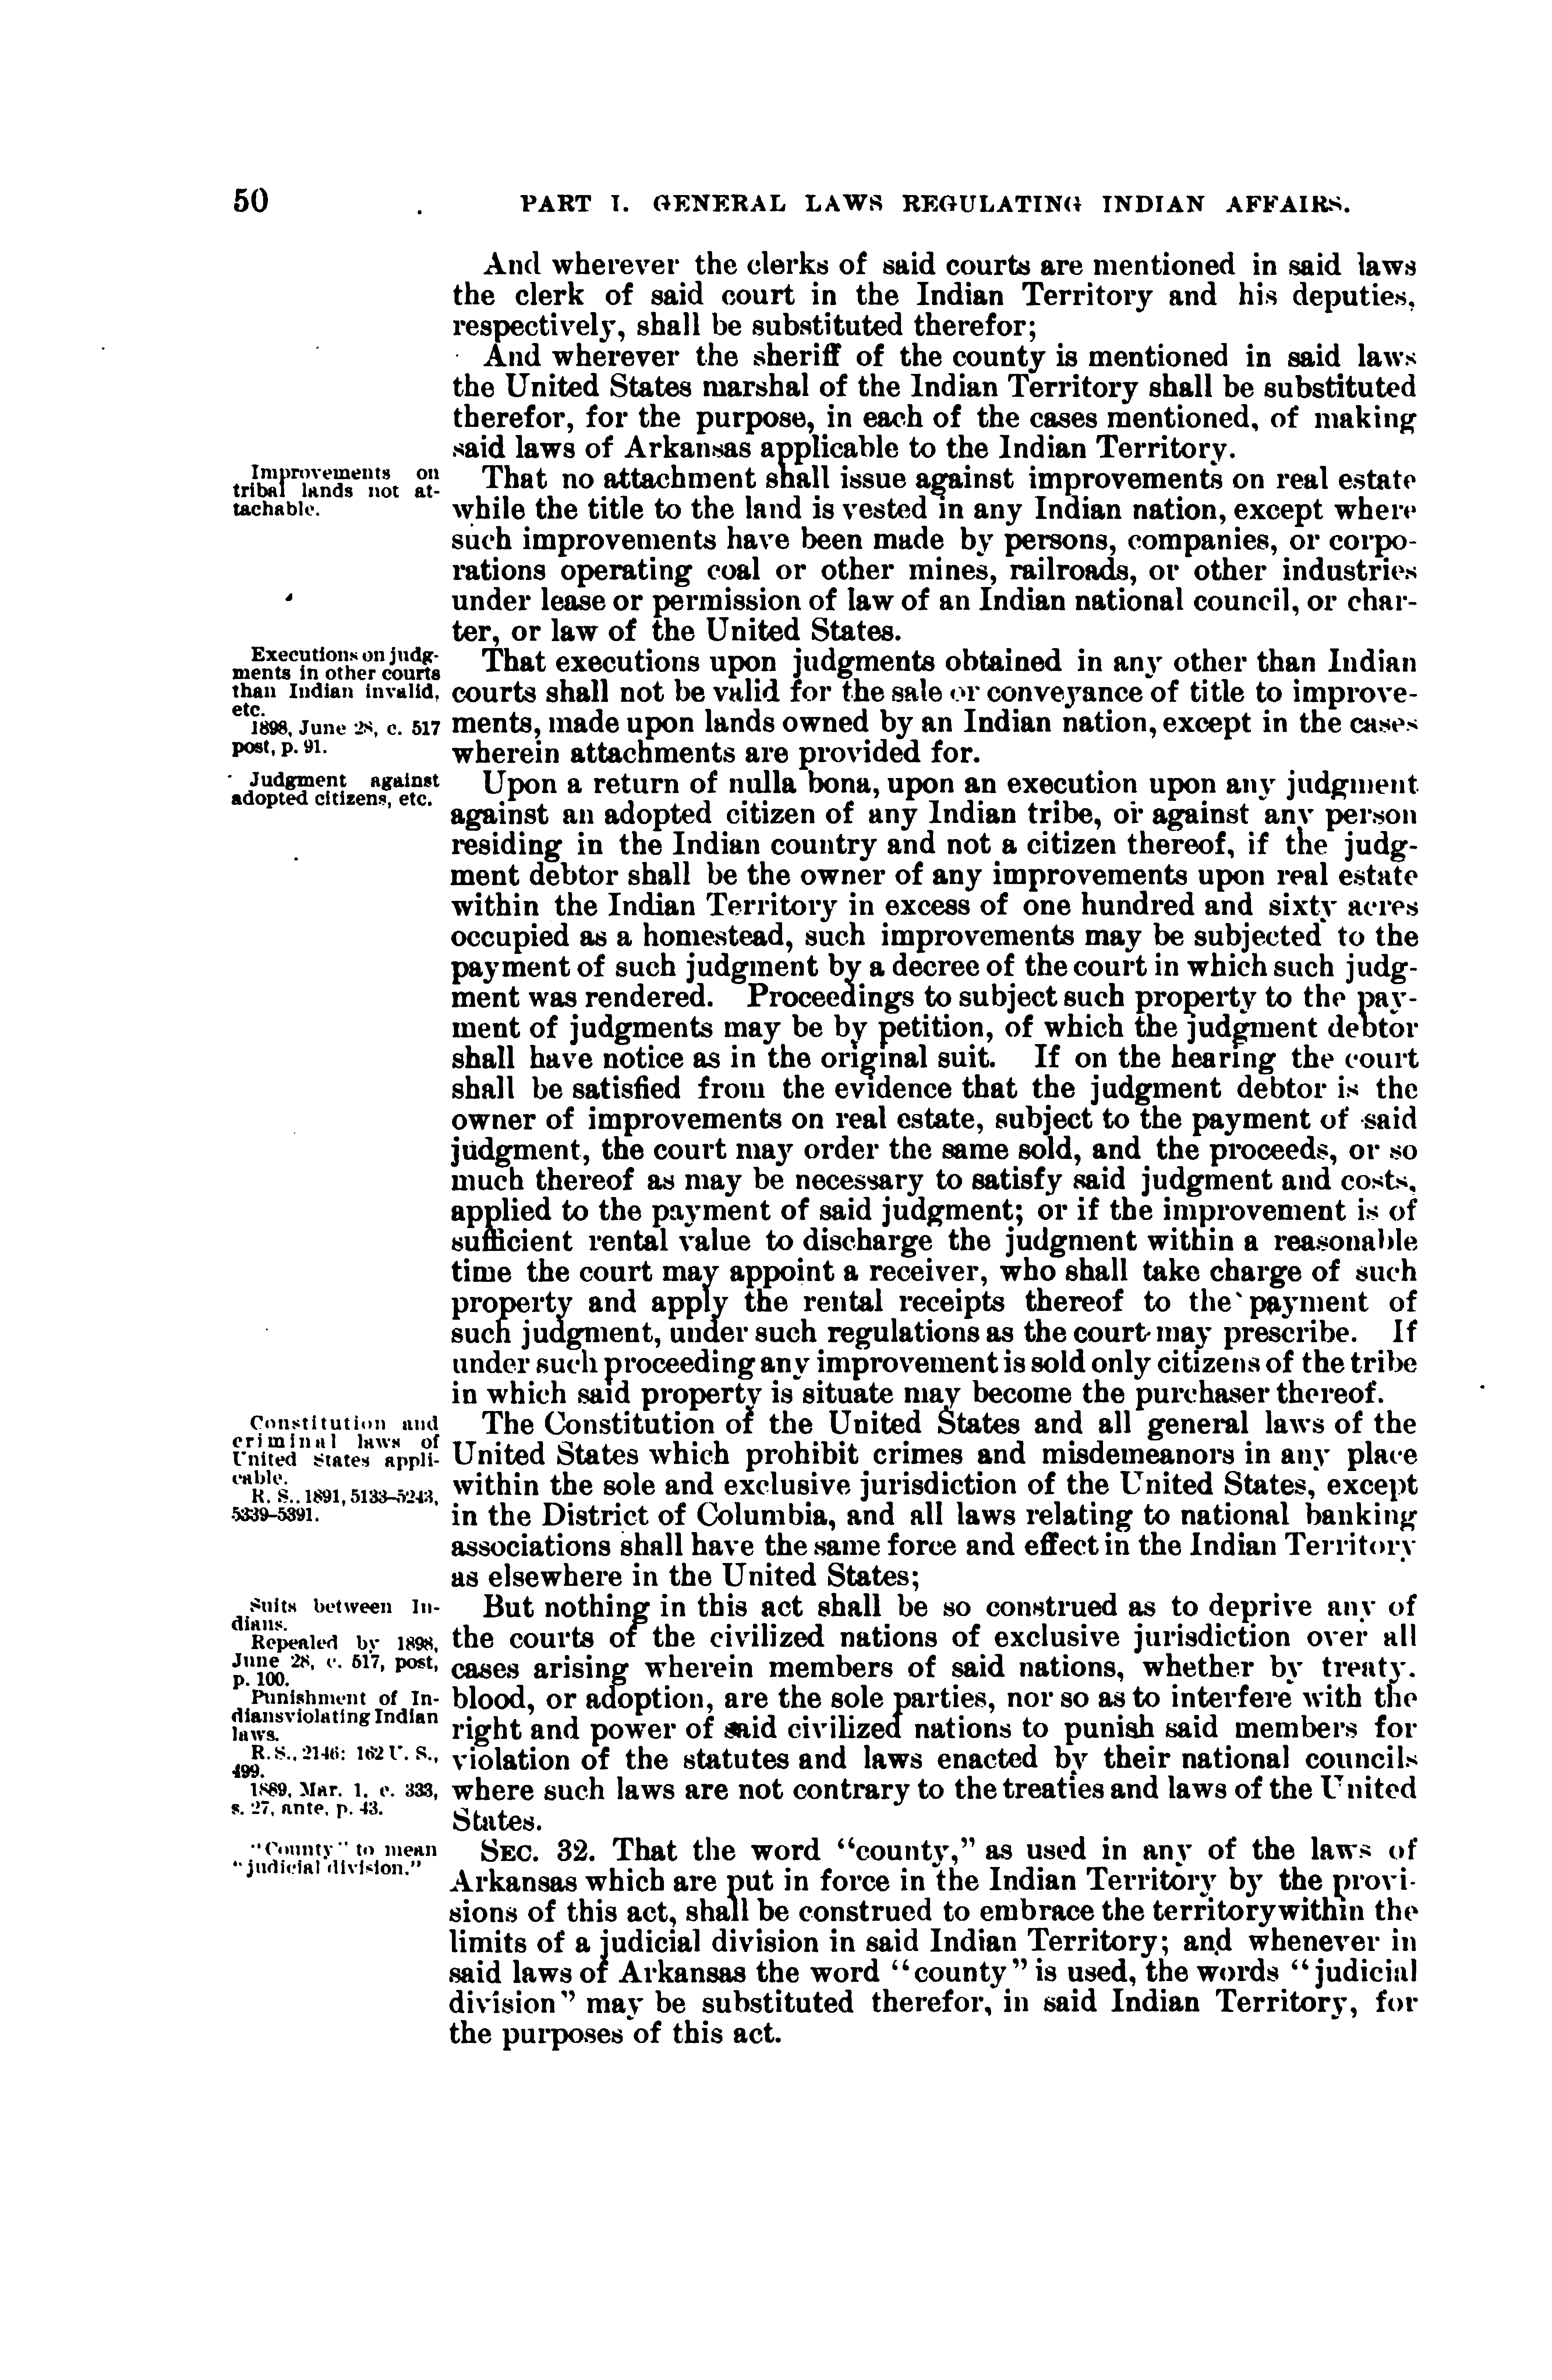 50 PART I. GENERAL LAWS REGULATING INDIAN AFFAIRS.
And wherever the clerks of said courts are mentioned in said laws
the clerk of said court in the Indian Territory and his deputies,
respectively, shall be substituted therefor;
And wherever the sheriff of the county is mentioned in said laws
the United States marshal of the Indian Territory shall be substituted
therefor, for the purpose, in each of the cases mentioned, of making
said laws of Arkansas applicable to the Indian Territory.
Improvements on
tribal lands not at-
tachable.
That no attachment shall issue against improvements on real estate
while the title to the land is vested in any Indian nation, except where
such improvements have been made by persons, companies, or corpo-
rations operating coal or other mines, railroads, or other industries
under lease or permission of law of an Indian national council, or char-
ter, or law of the United States.
Executions on judg-
ments in other courts
than Indian invalid,
etc.
1898, June 28, c. 517
post, p. 91.
That executions upon judgments obtained in any other than Indian
courts shall not be valid for the sale or conveyance of title to improve-
ments, made upon lands owned by an Indian nation, except in the cases
wherein attachments are provided for.
Judgment against
adopted citizens, etc.
Upon a return of nulla bona, upon an execution upon any judgment
against an adopted citizen of any Indian tribe, or against any person
residing in the Indian country and not a citizen thereof, if the judg-
ment debtor shall be the owner of any improvements upon real estate
within the Indian Territory in excess of one hundred and sixty acres
occupied as a homestead, such improvements may be subjected to the
payment of such judgment by a decree of the court in which such judg-
ment was rendered. Proceedings to subject such property to the pay-
ment of judgments may be by petition, of which the judgment debtor
shall have notice as in the original suit. If on the hearing the court
shall be satisfied from the evidence that the judgment debtor is the
owner of improvements on real estate, subject to the payment of said
judgment, the court may order the same sold, and the proceeds, or so
much thereof as may be necessary to satisfy said judgment and costs,
applied to the payment of said judgment; or if the improvement is of
sufficient rental value to discharge the judgment within a reasonable
time the court may appoint a receiver, who shall take charge of such
property and apply the rental receipts thereof to the payment of
such judgment, under such regulations as the court may prescribe. If
under such proceeding any improvement is sold only citizens of the tribe
in which said property is situate may become the purchaser thereof.
Constitution and
criminal laws of
United States appli-
cable.
R. S., 1891, 5133-5243,
5339-5391.
The Constitution of the United States and all general laws of the
United States which prohibit crimes and misdemeanors in any place
within the sole and exclusive jurisdiction of the United States, except
in the District of Columbia, and all laws relating to national banking
associations shall have the same force and effect in the Indian Territory
as elsewhere in the United States;
Suits between In-
dians.
Repealed by 1898,
June 28, c. 517, post,
p. 100.
Punishment of In-
dians violating Indian
laws.
R. S., 2146; 162 U. S.,
499.
1889, Mar. 1, c. 333,
s. 27, ante, p. 43.
But nothing in this act shall be so construed as to deprive any of
the courts of the civilized nations of exclusive jurisdiction over all
cases arising wherein members of said nations, whether by treaty.
blood, or adoption, are the sole parties, nor so as to interfere with the
right and power of said civilized nations to punish said members for
violation of the statutes and laws enacted by their national councils
where such laws are not contrary to the treaties and laws of the United
States.
"County" to mean
"judicial division."
SEC. 32. That the word "county," as used in any of the laws of
Arkansas which are put in force in the Indian Territory by the provi-
sions of this act, shall be construed to embrace the territory within the
limits of a judicial division in said Indian Territory; and whenever in
said laws of Arkansas the word "county" is used, the words "judicial
division" may be substituted therefor, in said Indian Territory, for
the purposes of this act.